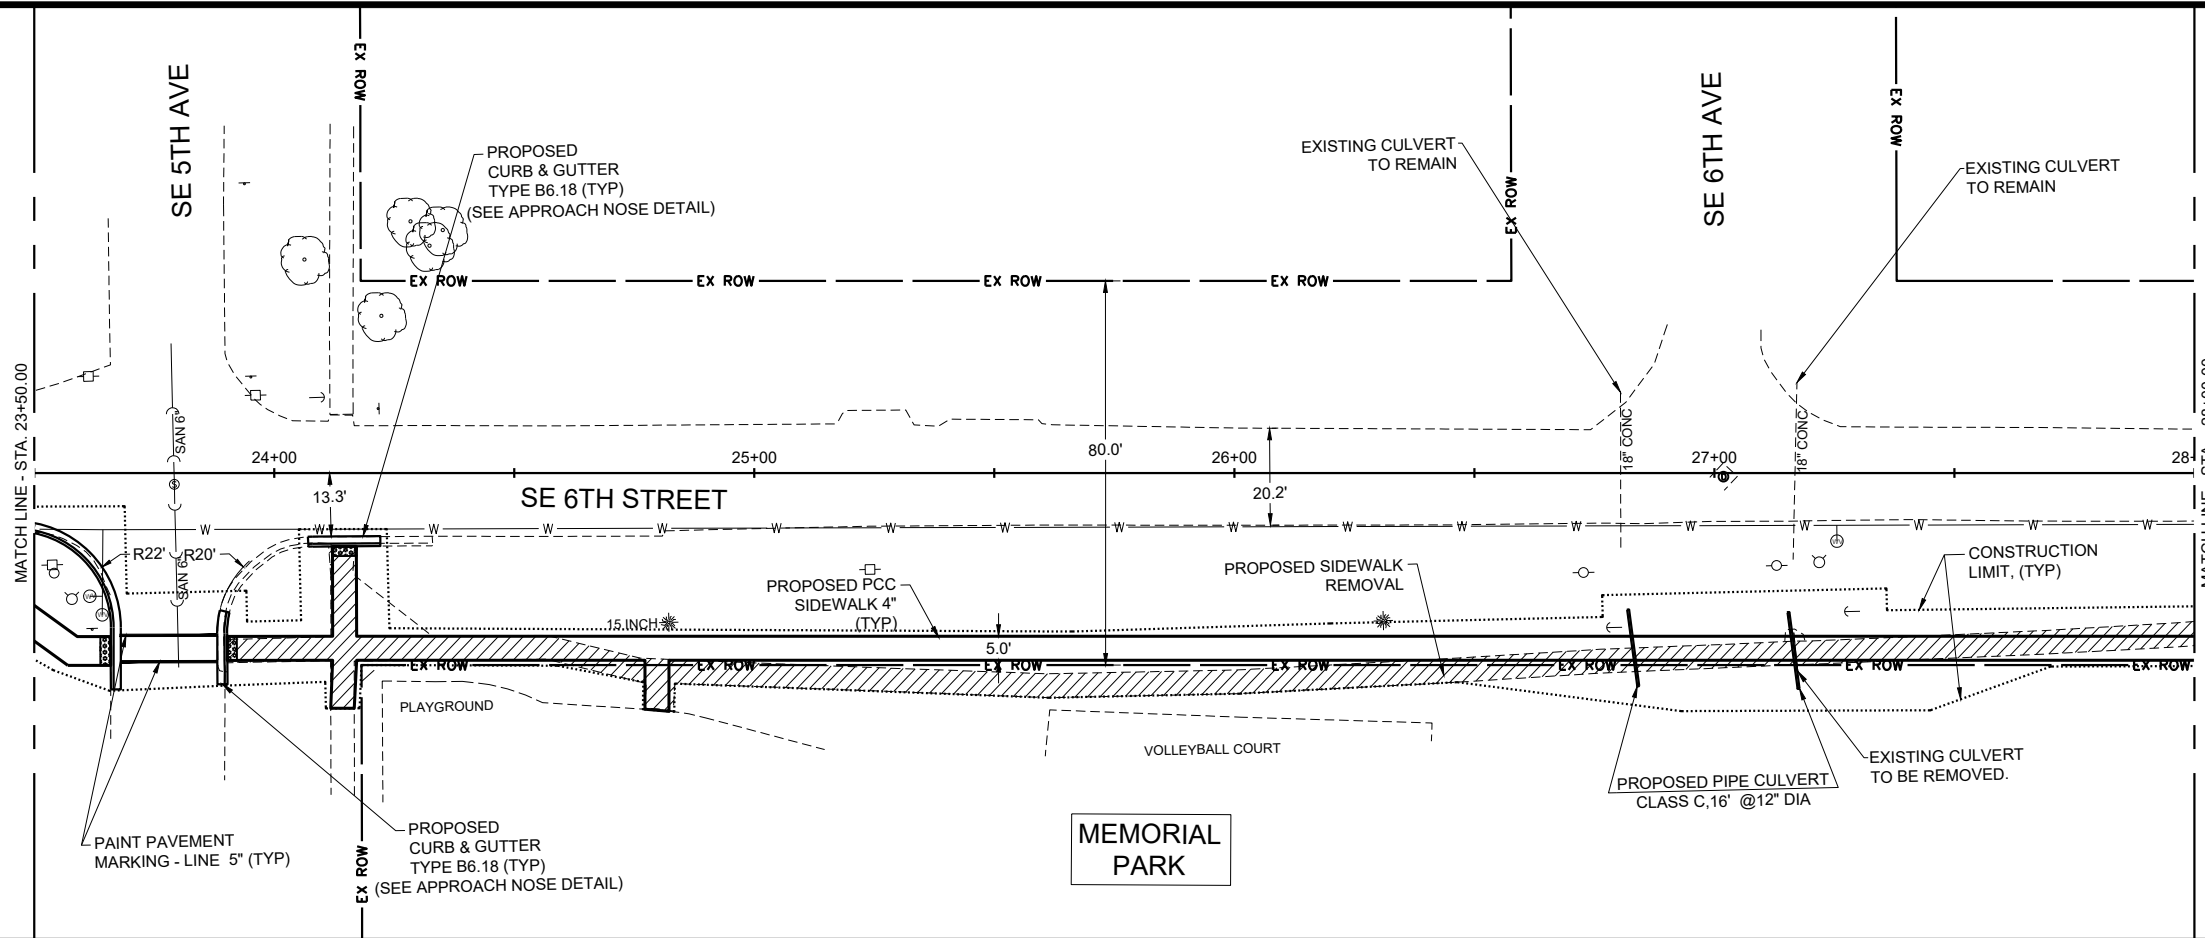 SE 5TH AVE
EX ROW
PROPOSED
CURB & GUTTER
TYPE B6.18 (TYP)
(SEE APPROACH NOSE DETAIL)
EX ROW
EX ROW
EX ROW
EX ROW
EX ROW
EXISTING CULVERT
TO REMAIN
SE 6TH AVE
EX ROW
EXISTING CULVERT
TO REMAIN
MATCH LINE - STA. 23+50.00
SAN 6"
24+00
25+00
80.0'
26+00
18" CONC
27+00
18" CONC
28+
13.3'
SE 6TH STREET
20.2'
W W W W W W W W W W W W W W W W W W
R22'
SAN 6"
R20'
15 INCH
PROPOSED PCC
SIDEWALK 4"
(TYP)
PROPOSED SIDEWALK
REMOVAL
CONSTRUCTION
LIMIT, (TYP)
5.0'
EX ROW EX ROW EX ROW EX ROW EX ROW EX ROW EX ROW
PLAYGROUND
VOLLEYBALL COURT
PROPOSED PIPE CULVERT
CLASS C,16' @12" DIA
EXISTING CULVERT
TO BE REMOVED.
PAINT PAVEMENT
MARKING - LINE 5" (TYP)
PROPOSED
CURB & GUTTER
TYPE B6.18 (TYP)
(SEE APPROACH NOSE DETAIL)
EX ROW
MEMORIAL
PARK